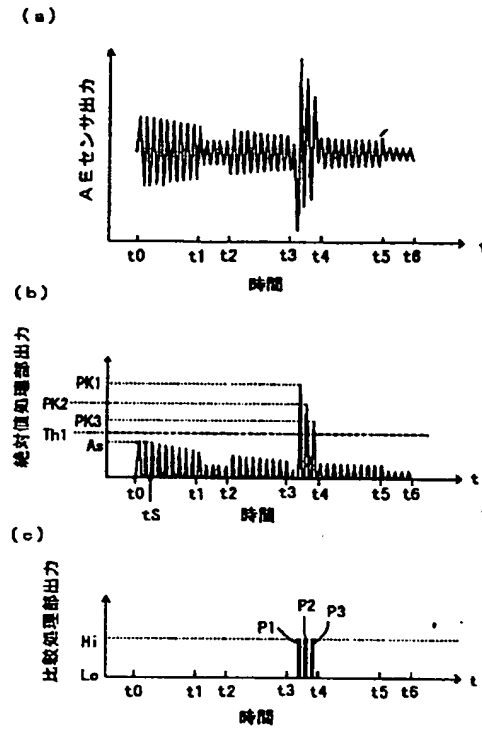 (a)
AEセンサ出力
t0 t1 t2 t3 t4 t5 t6 t
時間
(b)
絶対値処理部出力
PK1
PK2
PK3
Th1
As
t0 t1 t2 t3 t4 t5 t6 t
tS
時間
(c)
比較処理部出力
P1 P2 P3
Hi
Lo
t0 t1 t2 t3 t4 t5 t6 t
時間